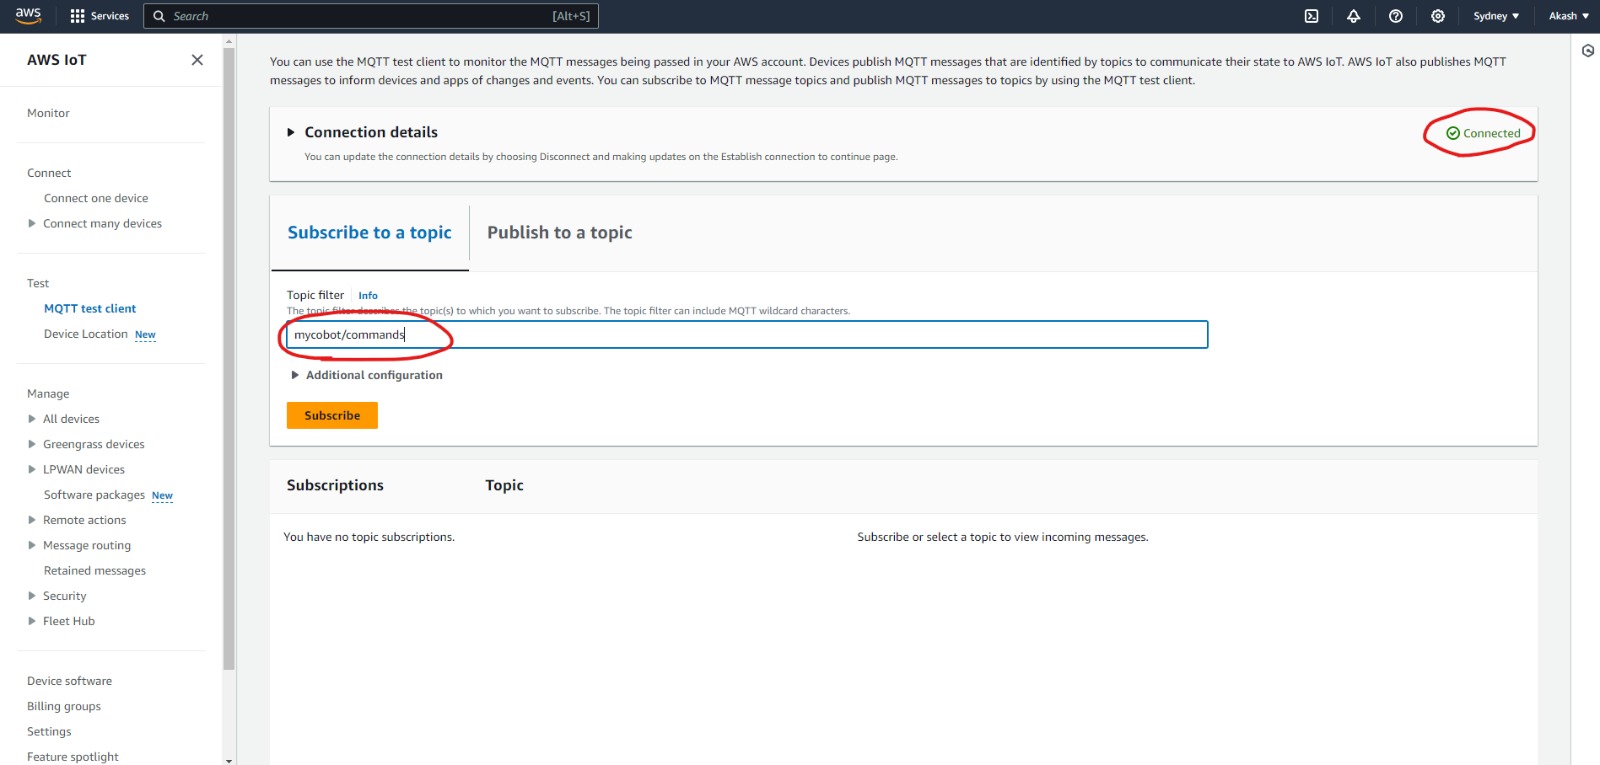 aws Services Search [Alt+S] Sydney Akash
AWS IoT
Monitor
Connect
Connect one device
Connect many devices
Test
MQTT test client
Device Location New
Manage
All devices
Greengrass devices
LPWAN devices
Software packages New
Remote actions
Message routing
Retained messages
Security
Fleet Hub
Device software
Billing groups
Settings
Feature spotlight
You can use the MQTT test client to monitor the MQTT messages being passed in your AWS account. Devices publish MQTT messages that are identified by topics to communicate their state to AWS IoT. AWS IoT also publishes MQTT
messages to inform devices and apps of changes and events. You can subscribe to MQTT message topics and publish MQTT messages to topics by using the MQTT test client.
Connection details
Connected
You can update the connection details by choosing Disconnect and making updates on the Establish connection to continue page.
Subscribe to a topic Publish to a topic
Topic filter Info
The topic filter describes the topic(s) to which you want to subscribe. The topic filter can include MQTT wildcard characters.
mycobot/commands
Additional configuration
Subscribe
Subscriptions Topic
You have no topic subscriptions. Subscribe or select a topic to view incoming messages.